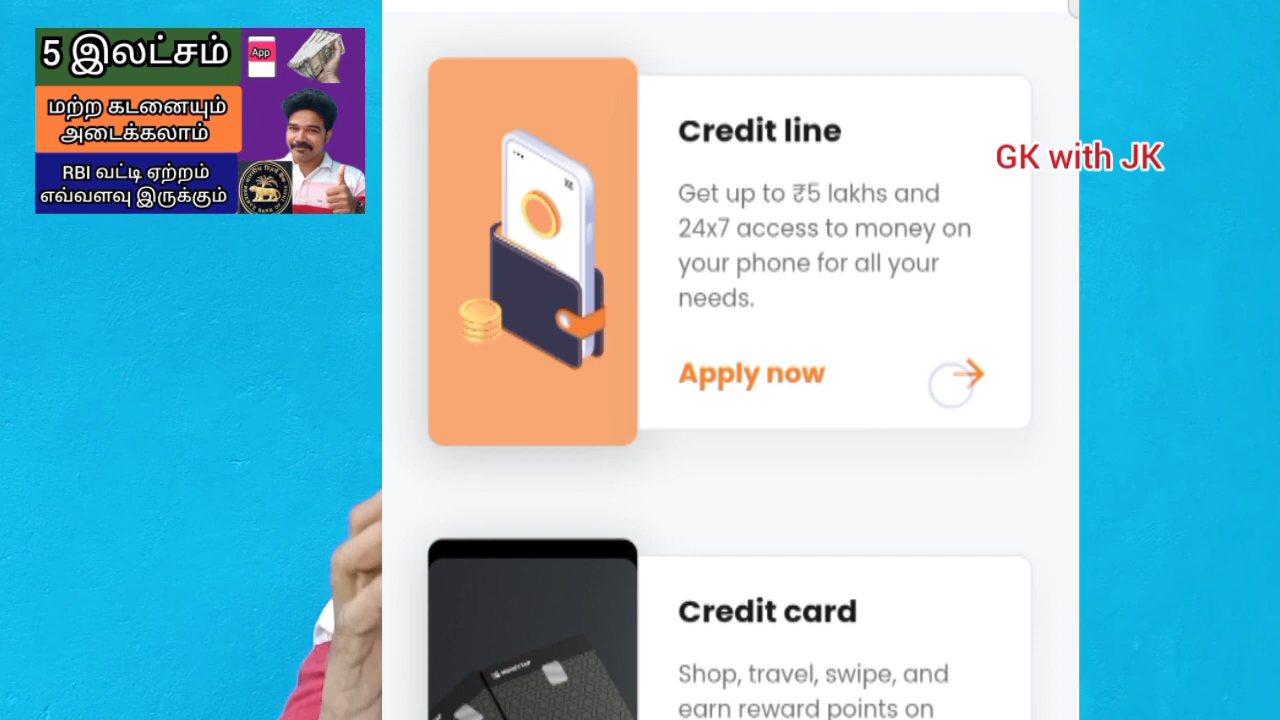 5 இலட்சம்
App
மற்ற கடனையும்
அடைக்கலாம்
RBI வட்டி ஏற்றம்
எவ்வளவு இருக்கும்
GK with JK
Credit line
Get up to ₹5 lakhs and
24x7 access to money on
your phone for all your
needs.
Apply now
Credit card
Shop, travel, swipe, and
earn reward points on
MONEYTAP